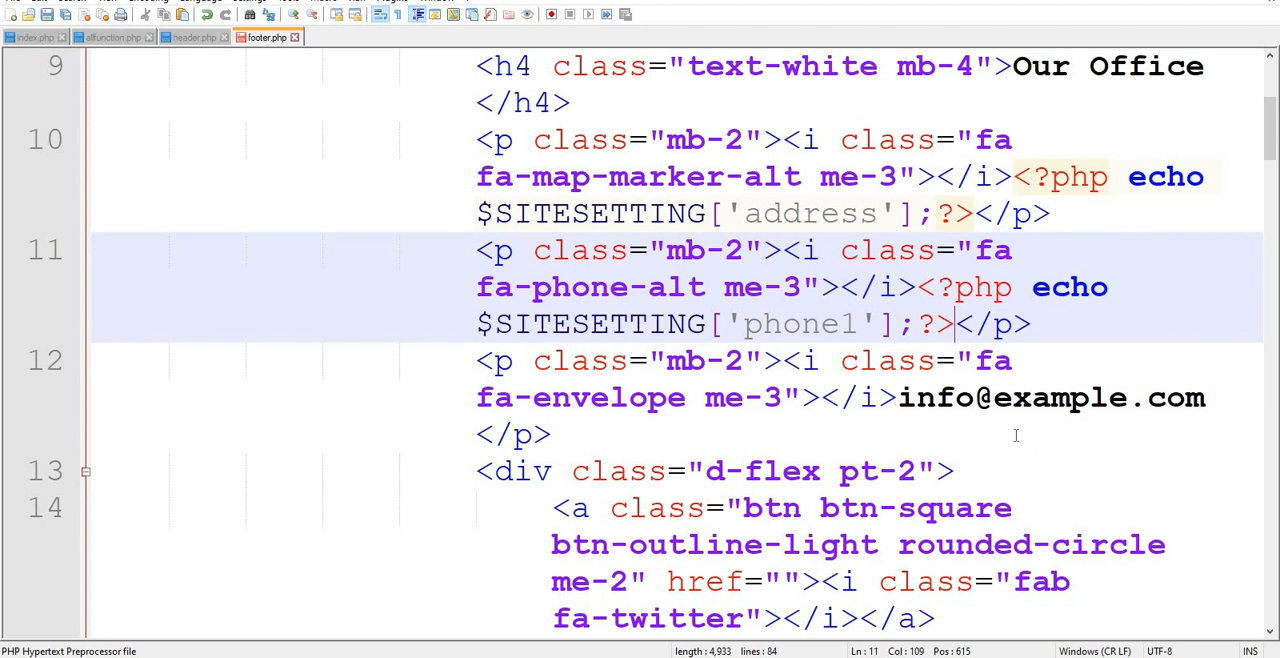 index.php allfunction.php header.php footer.php
9 <h4 class="text-white mb-4">Our Office
</h4>
10 <p class="mb-2"><i class="fa
fa-map-marker-alt me-3"></i><?php echo
$SITESETTING['address'];?></p>
11 <p class="mb-2"><i class="fa
fa-phone-alt me-3"></i><?php echo
$SITESETTING['phone1'];?></p>
12 <p class="mb-2"><i class="fa
fa-envelope me-3"></i>info@example.com
</p>
13 <div class="d-flex pt-2">
14 <a class="btn btn-square
btn-outline-light rounded-circle
me-2" href=""><i class="fab
fa-twitter"></i></a>
PHP Hypertext Preprocessor file length : 4,933 lines : 84 Ln : 11 Col : 109 Pos : 615 Windows (CR LF) UTF-8 INS